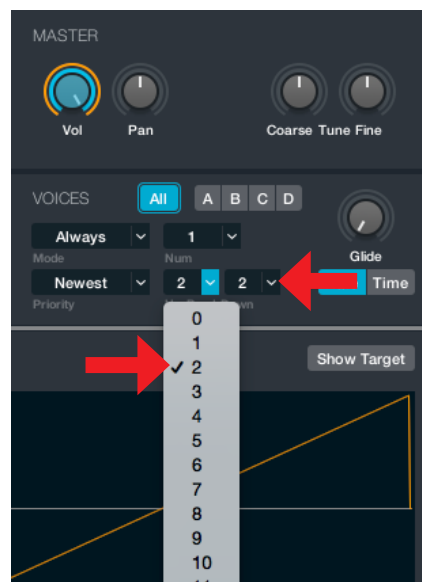 MASTER
Vol Pan Coarse Tune Fine
VOICES All A B C D
Always 1
Mode Num Glide
Newest 2 2 Time
Priority
0
1
✓ 2
Show Target
3
4
5
6
7
8
9
10